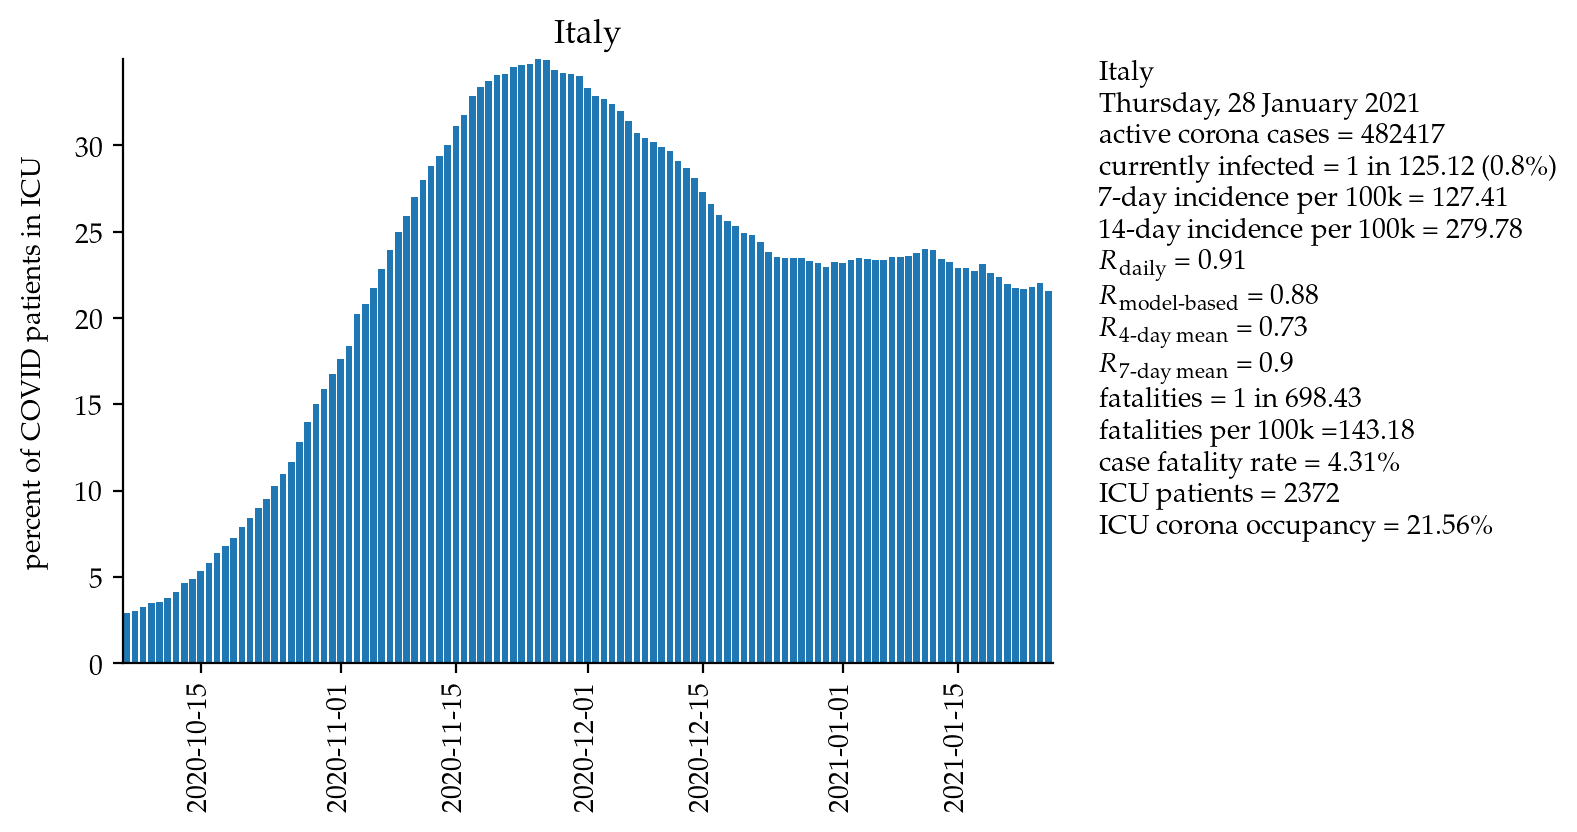 Italy
percent of COVID patients in ICU
30
25
20
15
10
5
0
2020-10-15
2020-11-01
2020-11-15
2020-12-01
2020-12-15
2021-01-01
2021-01-15
Italy
Thursday, 28 January 2021
active corona cases = 482417
currently infected = 1 in 125.12 (0.8%)
7-day incidence per 100k = 127.41
14-day incidence per 100k = 279.78
R daily = 0.91
R model-based = 0.88
R 4-day mean = 0.73
R 7-day mean = 0.9
fatalities = 1 in 698.43
fatalities per 100k =143.18
case fatality rate = 4.31%
ICU patients = 2372
ICU corona occupancy = 21.56%